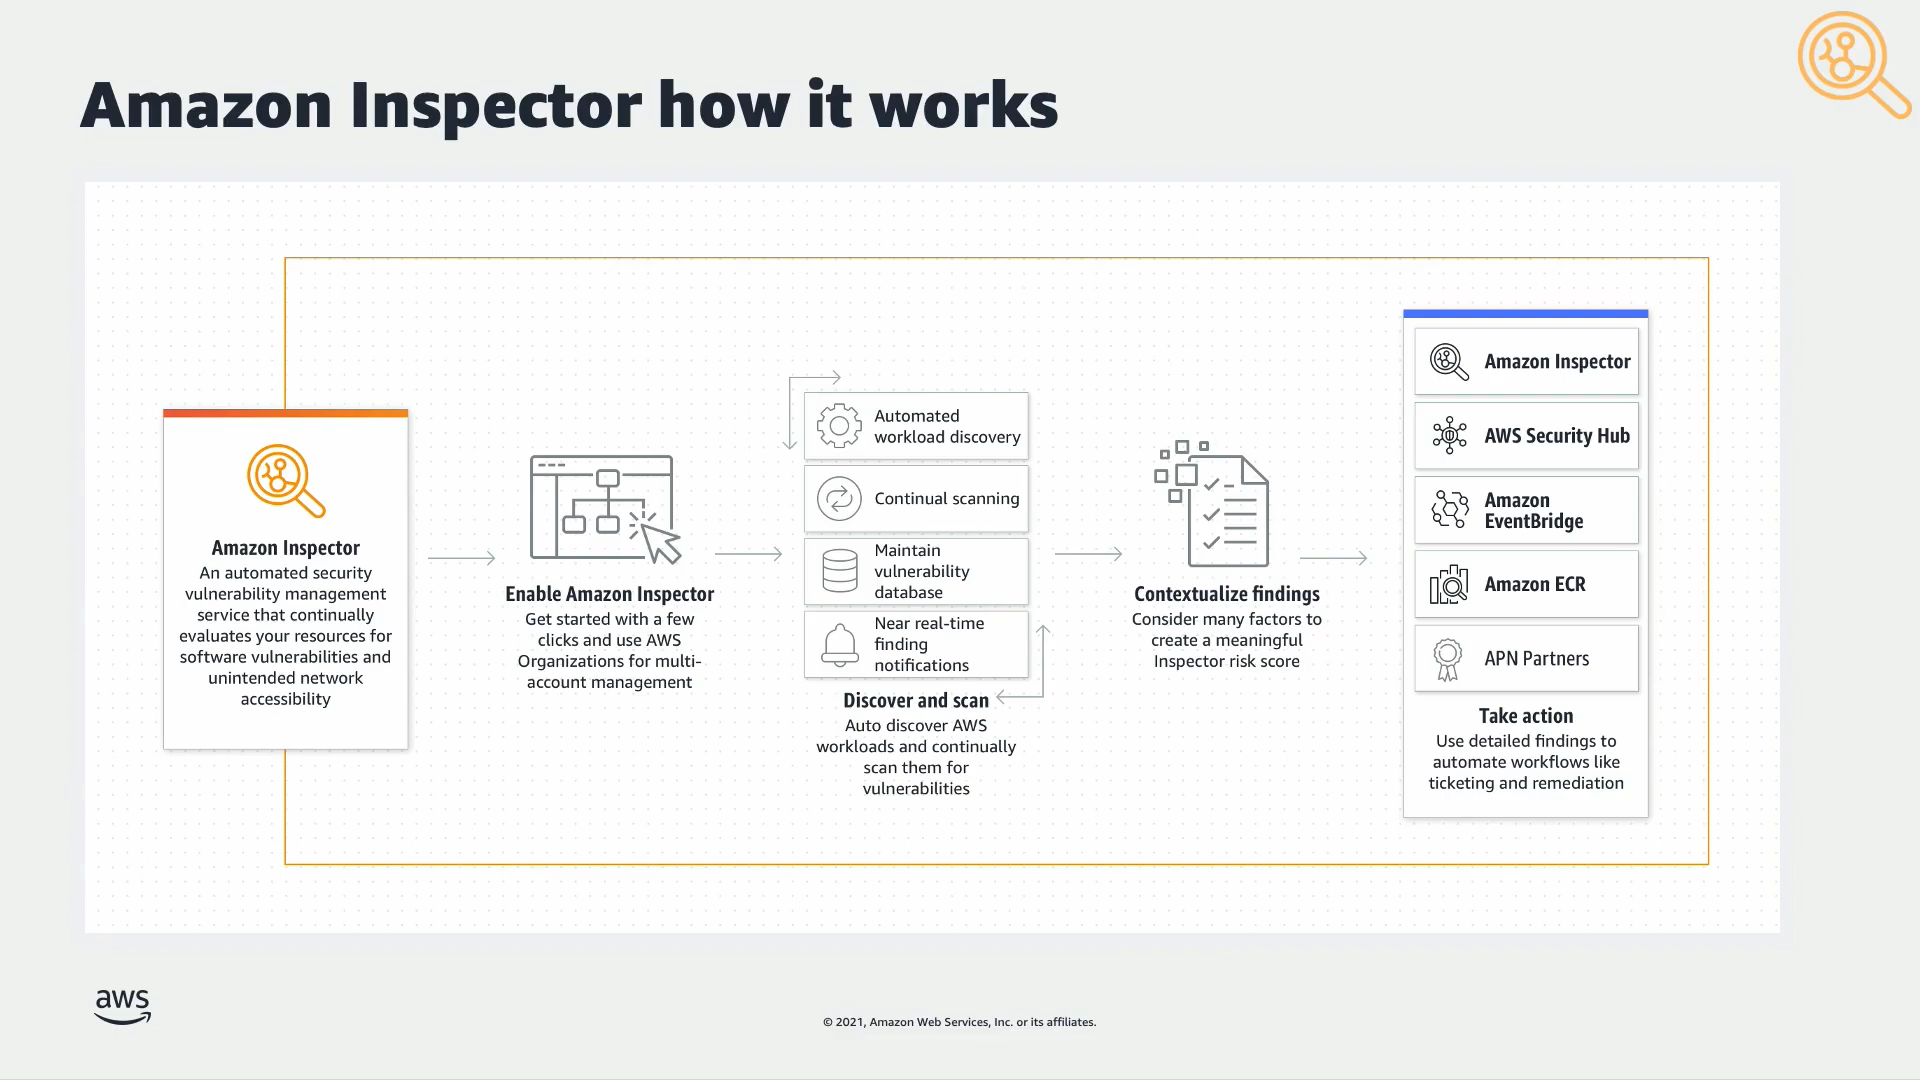 Amazon Inspector how it works
Amazon Inspector
An automated security
vulnerability management
service that continually
evaluates your resources for
software vulnerabilities and
unintended network
accessibility
Enable Amazon Inspector
Get started with a few
clicks and use AWS
Organizations for multi-
account management
Automated
workload discovery
Continual scanning
Maintain
vulnerability
database
Near real-time
finding
notifications
Discover and scan
Auto discover AWS
workloads and continually
scan them for
vulnerabilities
Contextualize findings
Consider many factors to
create a meaningful
Inspector risk score
Amazon Inspector
AWS Security Hub
Amazon
EventBridge
Amazon ECR
APN Partners
Take action
Use detailed findings to
automate workflows like
ticketing and remediation
aws
© 2021, Amazon Web Services, Inc. or its affiliates.